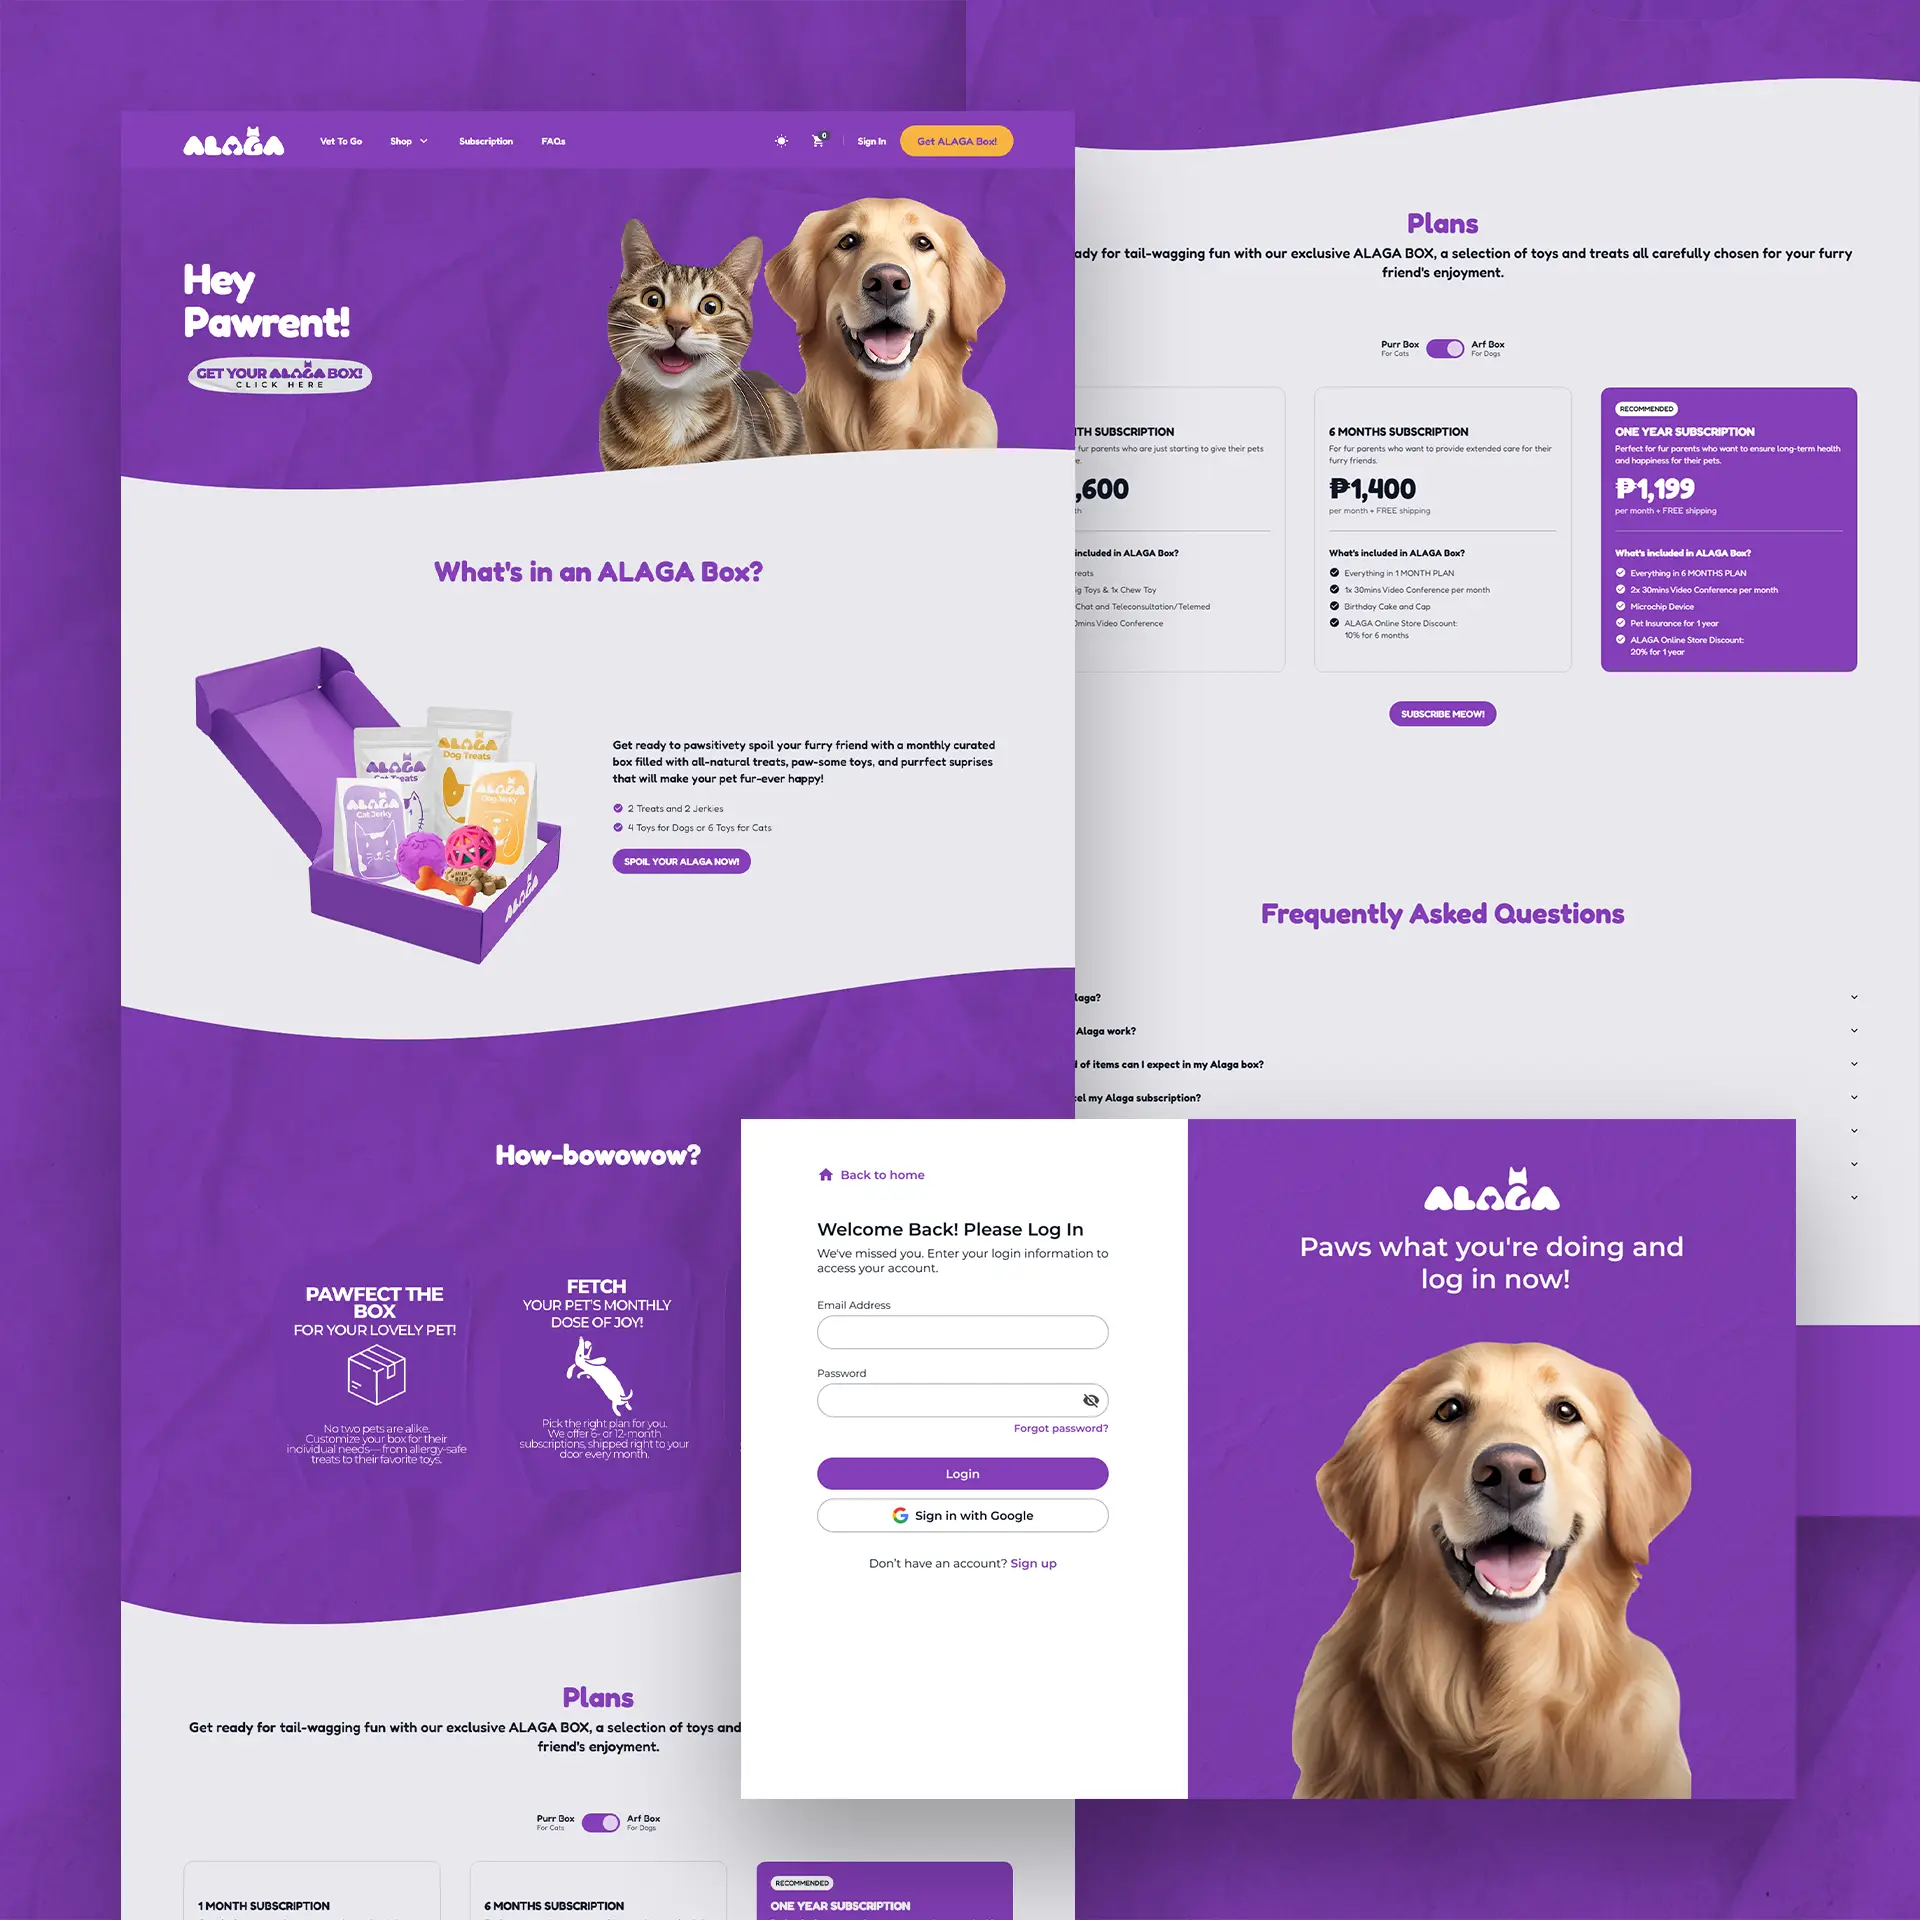 ALAGA
Vet To Go
Shop
Subscription
FAQs
0
Sign In
Get ALAGA Box!
Hey
Pawrent!
GET YOUR ALAGA BOX!
CLICK HERE
What's in an ALAGA Box?
ALAGA
Cat Treats
ALAGA
Dog Treats
ALAGA
Cat Jerky
ALAGA
Dog Jerky
ALAGA
Get ready to pawsitivety spoil your furry friend with a monthly curated
box filled with all-natural treats, paw-some toys, and purrfect suprises
that will make your pet fur-ever happy!
2 Treats and 2 Jerkies
4 Toys for Dogs or 6 Toys for Cats
SPOIL YOUR ALAGA NOW!
How-bowowow?
PAWFECT THE
BOX
FOR YOUR LOVELY PET!
No two pets are alike.
Customize your box for their
individual needs— from allergy-safe
treats to their favorite toys.
FETCH
YOUR PET'S MONTHLY
DOSE OF JOY!
Pick the right plan for you.
We offer 6- or 12-month
subscriptions, shipped right to your
door every month.
Plans
Get ready for tail-wagging fun with our exclusive ALAGA BOX, a selection of toys and
friend's enjoyment.
Purr Box
For Cats
Arf Box
For Dogs
1 MONTH SUBSCRIPTION
6 MONTHS SUBSCRIPTION
RECOMMENDED
ONE YEAR SUBSCRIPTION
Plans
ady for tail-wagging fun with our exclusive ALAGA BOX, a selection of toys and treats all carefully chosen for your furry
friend's enjoyment.
Purr Box
For Cats
Arf Box
For Dogs
TH SUBSCRIPTION
fur parents who are just starting to give their pets
e.
,600
th
included in ALAGA Box?
reats
ig Toys & 1x Chew Toy
Chat and Teleconsultation/Telemed
0mins Video Conference
6 MONTHS SUBSCRIPTION
For fur parents who want to provide extended care for their
furry friends.
₱1,400
per month + FREE shipping
What's included in ALAGA Box?
Everything in 1 MONTH PLAN
1x 30mins Video Conference per month
Birthday Cake and Cap
ALAGA Online Store Discount:
10% for 6 months
RECOMMENDED
ONE YEAR SUBSCRIPTION
Perfect for fur parents who want to ensure long-term health
and happiness for their pets.
₱1,199
per month + FREE shipping
What's included in ALAGA Box?
Everything in 6 MONTHS PLAN
2x 30mins Video Conference per month
Microchip Device
Pet Insurance for 1 year
ALAGA Online Store Discount:
20% for 1 year
SUBSCRIBE MEOW!
Frequently Asked Questions
laga?
Alaga work?
d of items can I expect in my Alaga box?
cel my Alaga subscription?
Back to home
Welcome Back! Please Log In
We've missed you. Enter your login information to
access your account.
Email Address
Password
Forgot password?
Login
Sign in with Google
Don't have an account? Sign up
ALAGA
Paws what you're doing and
log in now!